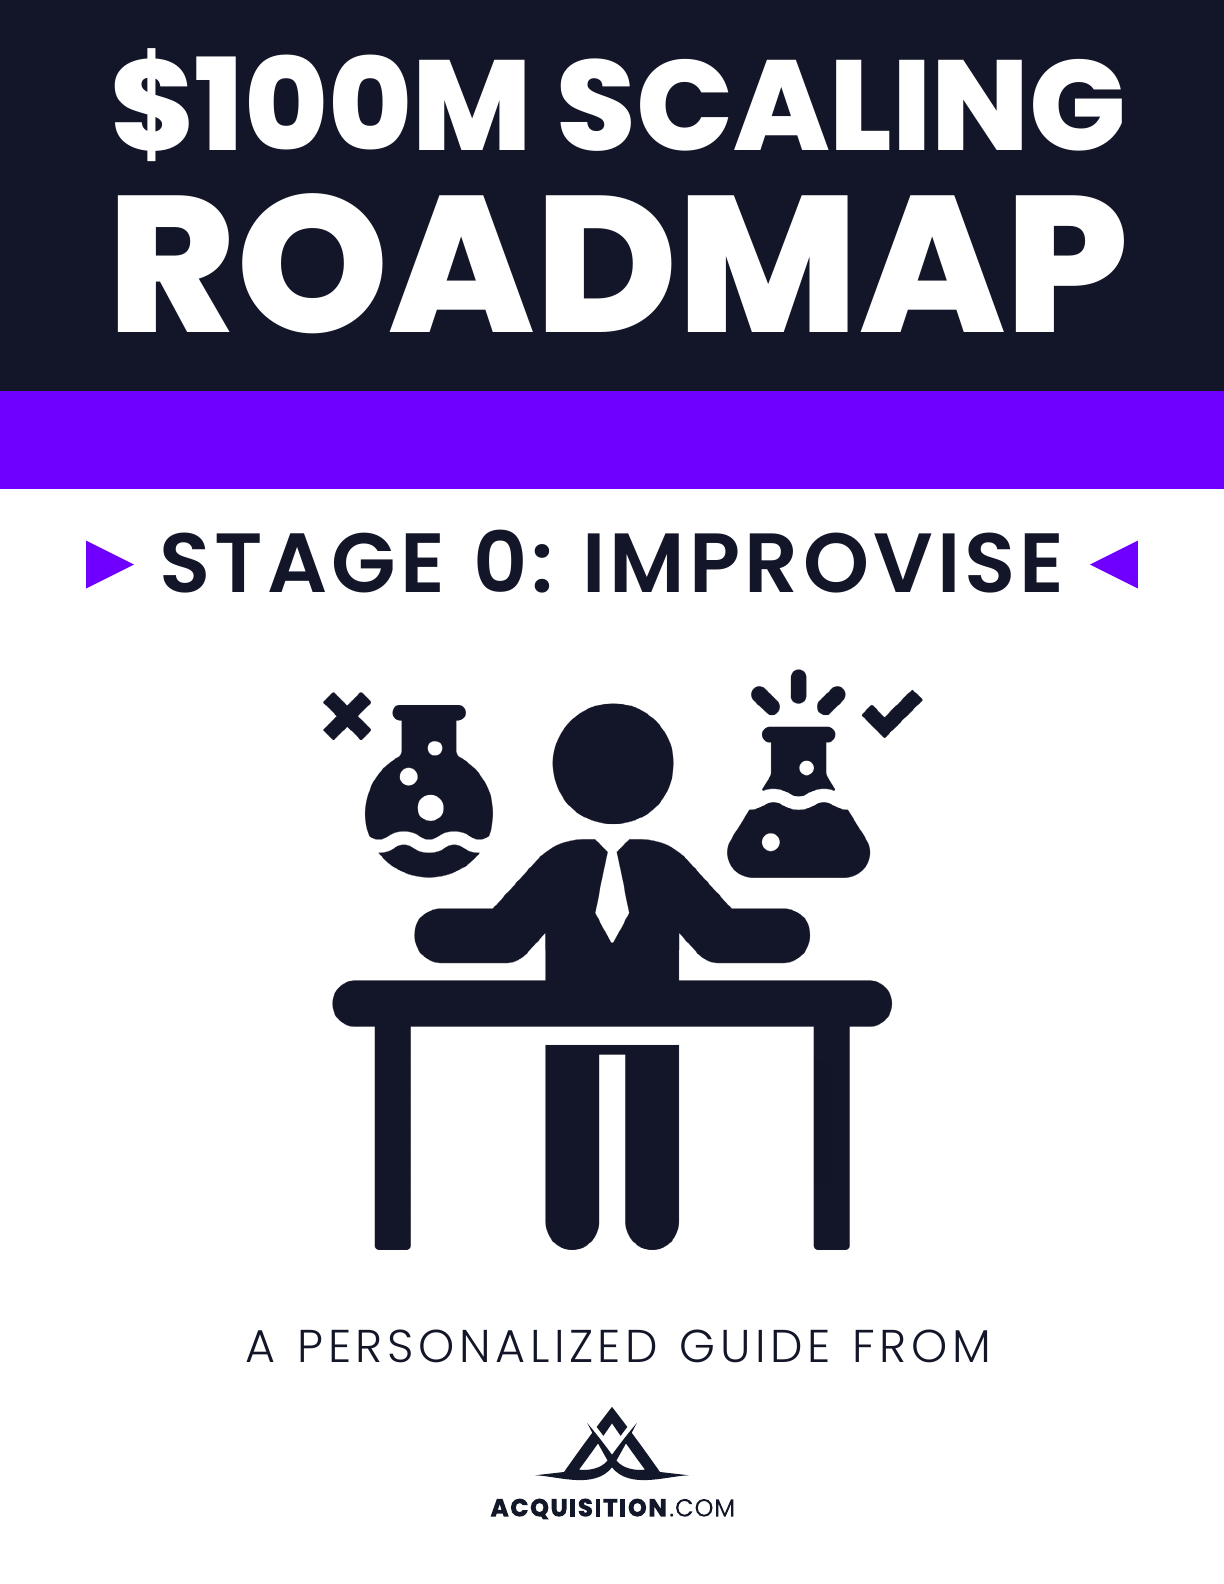 $100M SCALING
ROADMAP
STAGE 0: IMPROVISE
A PERSONALIZED GUIDE FROM
ACQUISITION.COM